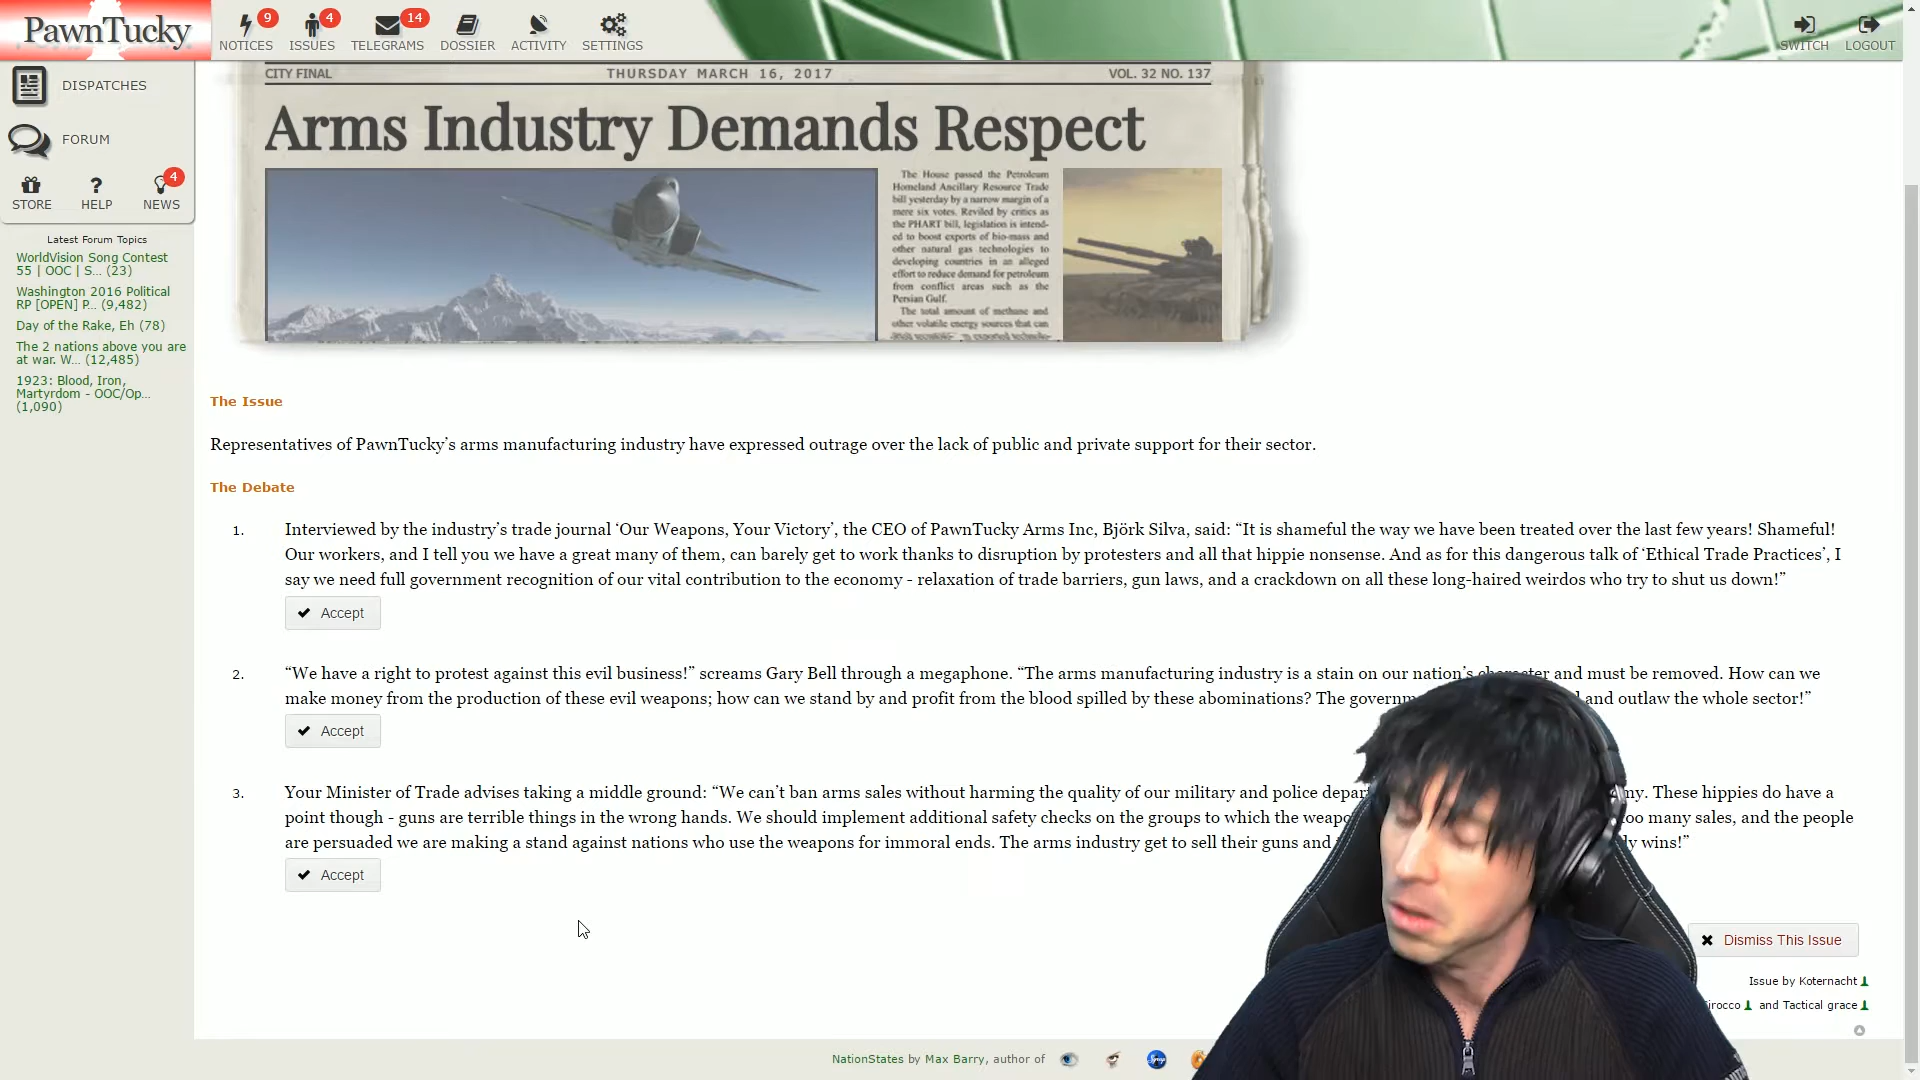 PawnTucky
9 4 14
NOTICES ISSUES TELEGRAMS DOSSIER ACTIVITY SETTINGS
SWITCH LOGOUT
DISPATCHES
FORUM
4
STORE HELP NEWS
Latest Forum Topics
WorldVision Song Contest
55 | OOC | S... (23)
Washington 2016 Political
RP [OPEN] P... (9,482)
Day of the Rake, Eh (78)
The 2 nations above you are
at war. W... (12,485)
1923: Blood, Iron,
Martyrdom - OOC/Op...
(1,090)
CITY FINAL THURSDAY MARCH 16, 2017 VOL. 32 NO. 137
Arms Industry Demands Respect
The House passed the Petroleum
Homeland Ancillary Resource Trade
bill yesterday by a narrow margin of a
mere six votes. Reviled by critics as
the PHART bill, legislation is intend-
ed to boost exports of bio-mass and
other natural gas technologies to
developing countries in an alleged
effort to reduce demand for petroleum
from conflict areas such as the
Persian Gulf.
The total amount of methane and
other volatile energy sources that can
The Issue
Representatives of PawnTucky's arms manufacturing industry have expressed outrage over the lack of public and private support for their sector.
The Debate
1. Interviewed by the industry's trade journal ‘Our Weapons, Your Victory’, the CEO of PawnTucky Arms Inc, Björk Silva, said: “It is shameful the way we have been treated over the last few years! Shameful!
Our workers, and I tell you we have a great many of them, can barely get to work thanks to disruption by protesters and all that hippie nonsense. And as for this dangerous talk of ‘Ethical Trade Practices’, I
say we need full government recognition of our vital contribution to the economy - relaxation of trade barriers, gun laws, and a crackdown on all these long-haired weirdos who try to shut us down!”
Accept
2. “We have a right to protest against this evil business!” screams Gary Bell through a megaphone. “The arms manufacturing industry is a stain on our nation's character and must be removed. How can we
make money from the production of these evil weapons; how can we stand by and profit from the blood spilled by these abominations? The and outlaw the whole sector!”
Accept
3. Your Minister of Trade advises taking a middle ground: “We can't ban arms sales without harming the quality of our military and police These hippies do have a
point though - guns are terrible things in the wrong hands. We should implement additional safety checks on the groups to which the many sales, and the people
are persuaded we are making a stand against nations who use the weapons for immoral ends. The arms industry get to sell their guns and wins!”
Accept
Dismiss This Issue
Issue by Koternacht
and Tactical grace
NationStates by Max Barry, author of